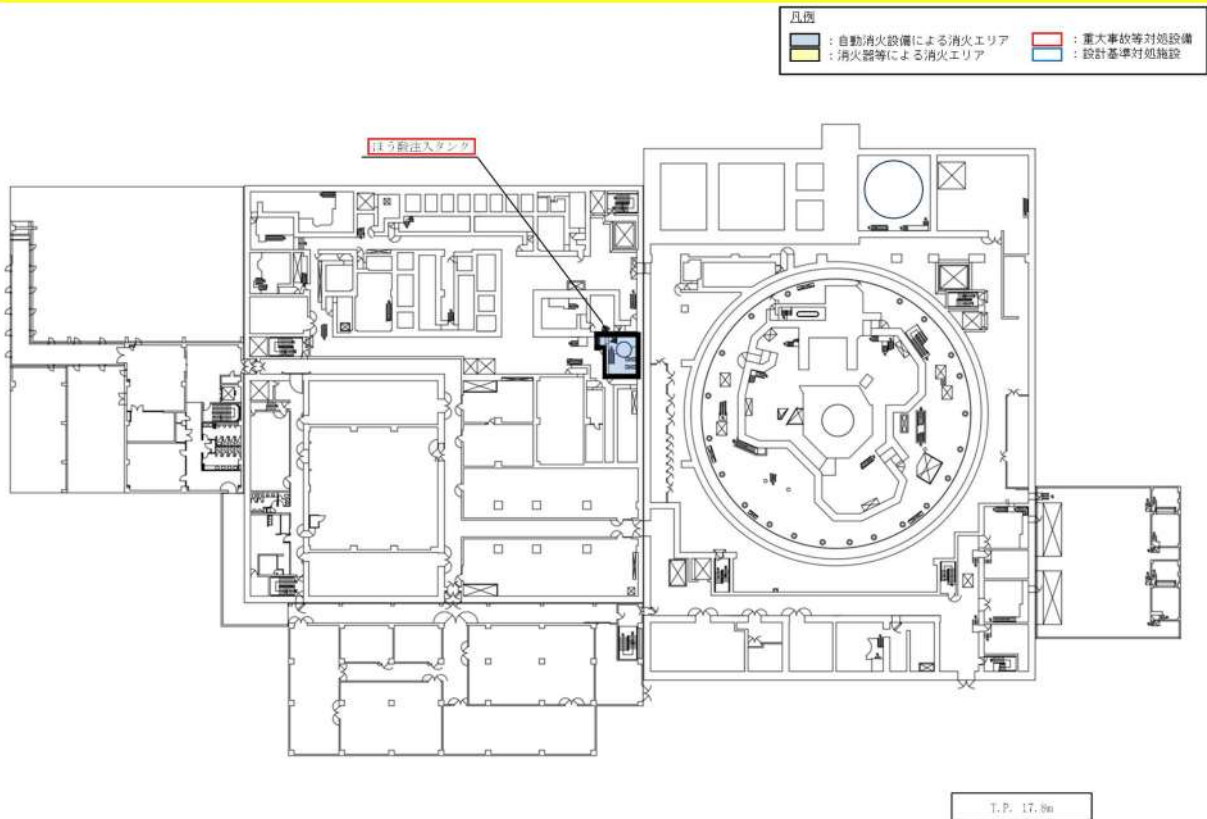 凡例
：自動消火設備による消火エリア
：重大事故等対処設備
：消火器等による消火エリア
：設計基準対処施設
ほう酸注入タンク
T.P. 17.8m